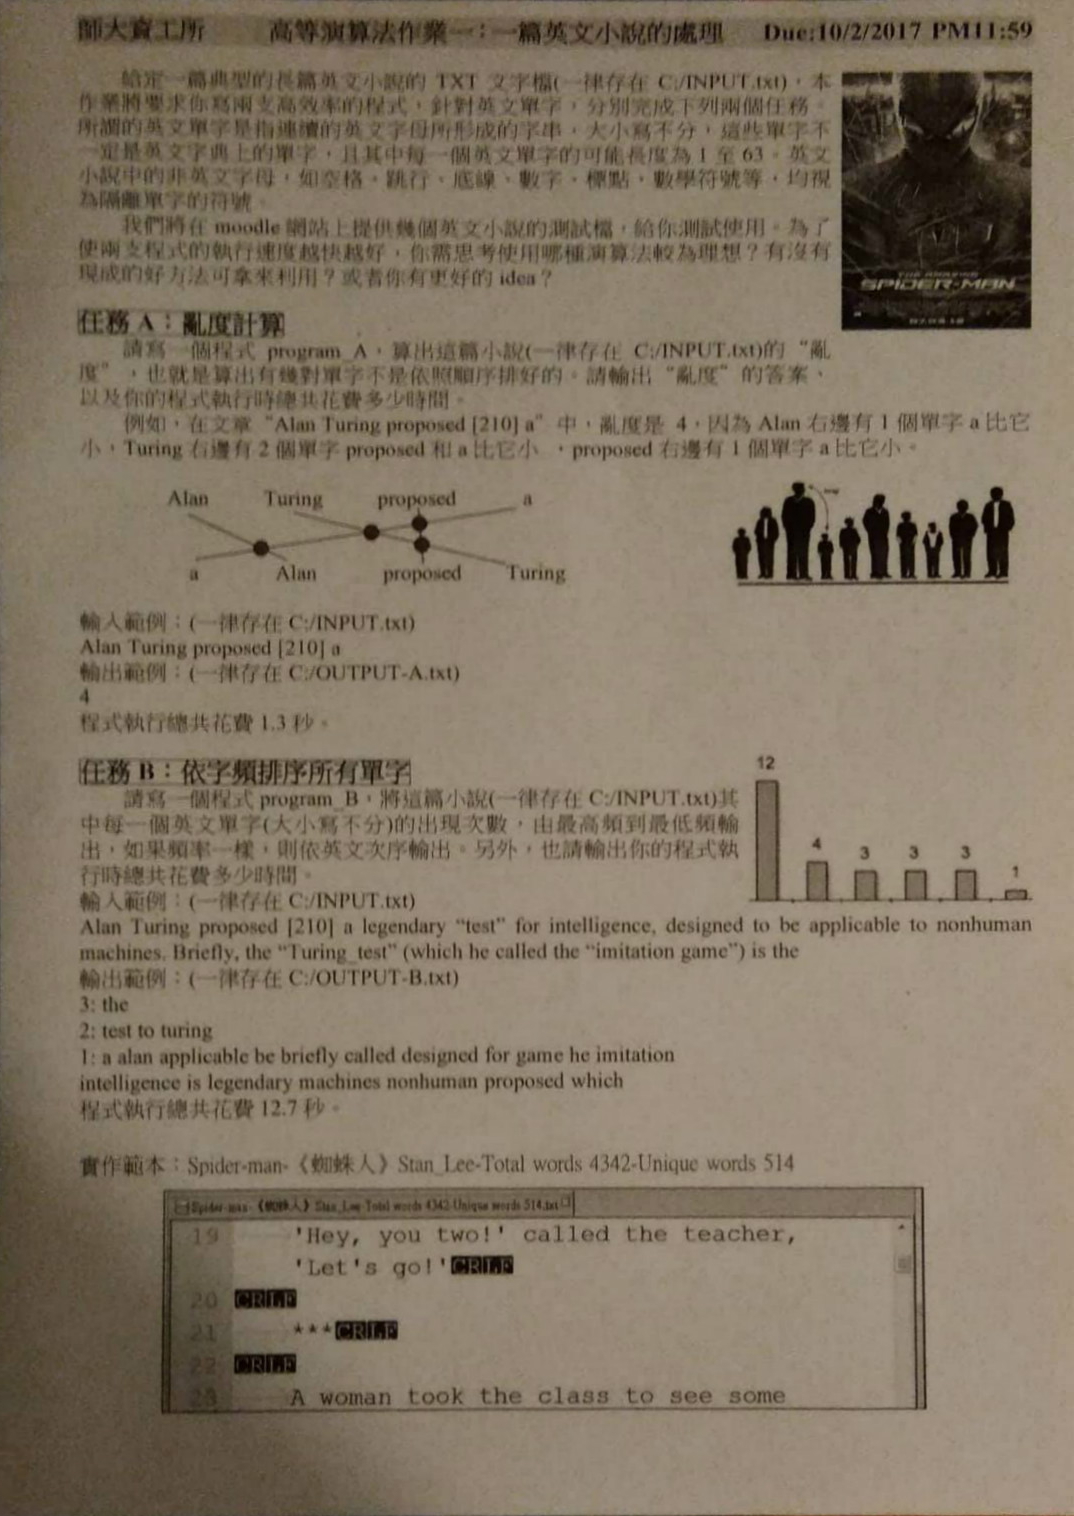 師大資工所 高等演算法作業一:一篇英文小說的處理 Due:10/2/2017 PM11:59
給定一篇典型的長篇英文小說的 TXT 文字檔(一律存在 C:/INPUT.txt),本
作業將要求你寫兩支高效率的程式,針對英文單字,分別完成下列兩個任務。
所謂的英文單字是指連續的英文字母所形成的字串,大小寫不分,這些單字不
一定是英文字典上的單字,且其中每一個英文單字的可能長度為 1 至 63。英文
小說中的非英文字母,如空格、跳行、底線、數字、標點、數學符號等,均視
為隔離單字的符號。
我們將在 moodle 網站上提供幾個英文小說的測試檔,給你測試使用。為了
使兩支程式的執行速度越快越好,你需思考使用哪種演算法較為理想?有沒有
現成的好方法可拿來利用?或者你有更好的 idea?
THE AMAZING
SPIDER-MAN
07.03.12
任務 A:亂度計算
請寫一個程式 program_A,算出這篇小說(一律存在 C:/INPUT.txt)的“亂
度”,也就是算出有幾對單字不是依照順序排好的。請輸出“亂度”的答案、
以及你的程式執行時總共花費多少時間。
例如,在文章“Alan Turing proposed [210] a”中,亂度是 4,因為 Alan 右邊有 1 個單字 a 比它
小,Turing 右邊有 2 個單字 proposed 和 a 比它小,proposed 右邊有 1 個單字 a 比它小。
Alan Turing proposed a
a Alan proposed Turing
輸入範例:(一律存在 C:/INPUT.txt)
Alan Turing proposed [210] a
輸出範例:(一律存在 C:/OUTPUT-A.txt)
4
程式執行總共花費 1.3 秒。
任務 B:依字頻排序所有單字
請寫一個程式 program_B,將這篇小說(一律存在 C:/INPUT.txt)其
中每一個英文單字(大小寫不分)的出現次數,由最高頻到最低頻輸
出,如果頻率一樣,則依英文次序輸出。另外,也請輸出你的程式執
行時總共花費多少時間。
12
4
3 3 3
1
輸入範例:(一律存在 C:/INPUT.txt)
Alan Turing proposed [210] a legendary “test” for intelligence, designed to be applicable to nonhuman
machines. Briefly, the “Turing_test” (which he called the “imitation game”) is the
輸出範例:(一律存在 C:/OUTPUT-B.txt)
3: the
2: test to turing
1: a alan applicable be briefly called designed for game he imitation
intelligence is legendary machines nonhuman proposed which
程式執行總共花費 12.7 秒。
實作範本:Spider-man-《蜘蛛人》Stan_Lee-Total words 4342-Unique words 514
Spider-man-《蜘蛛人》Stan_Lee-Total words 4342-Unique words 514.txt
19 'Hey, you two!' called the teacher,
'Let's go!'CRLF
20 CRLF
21 ***CRLF
22 CRLF
23 A woman took the class to see some